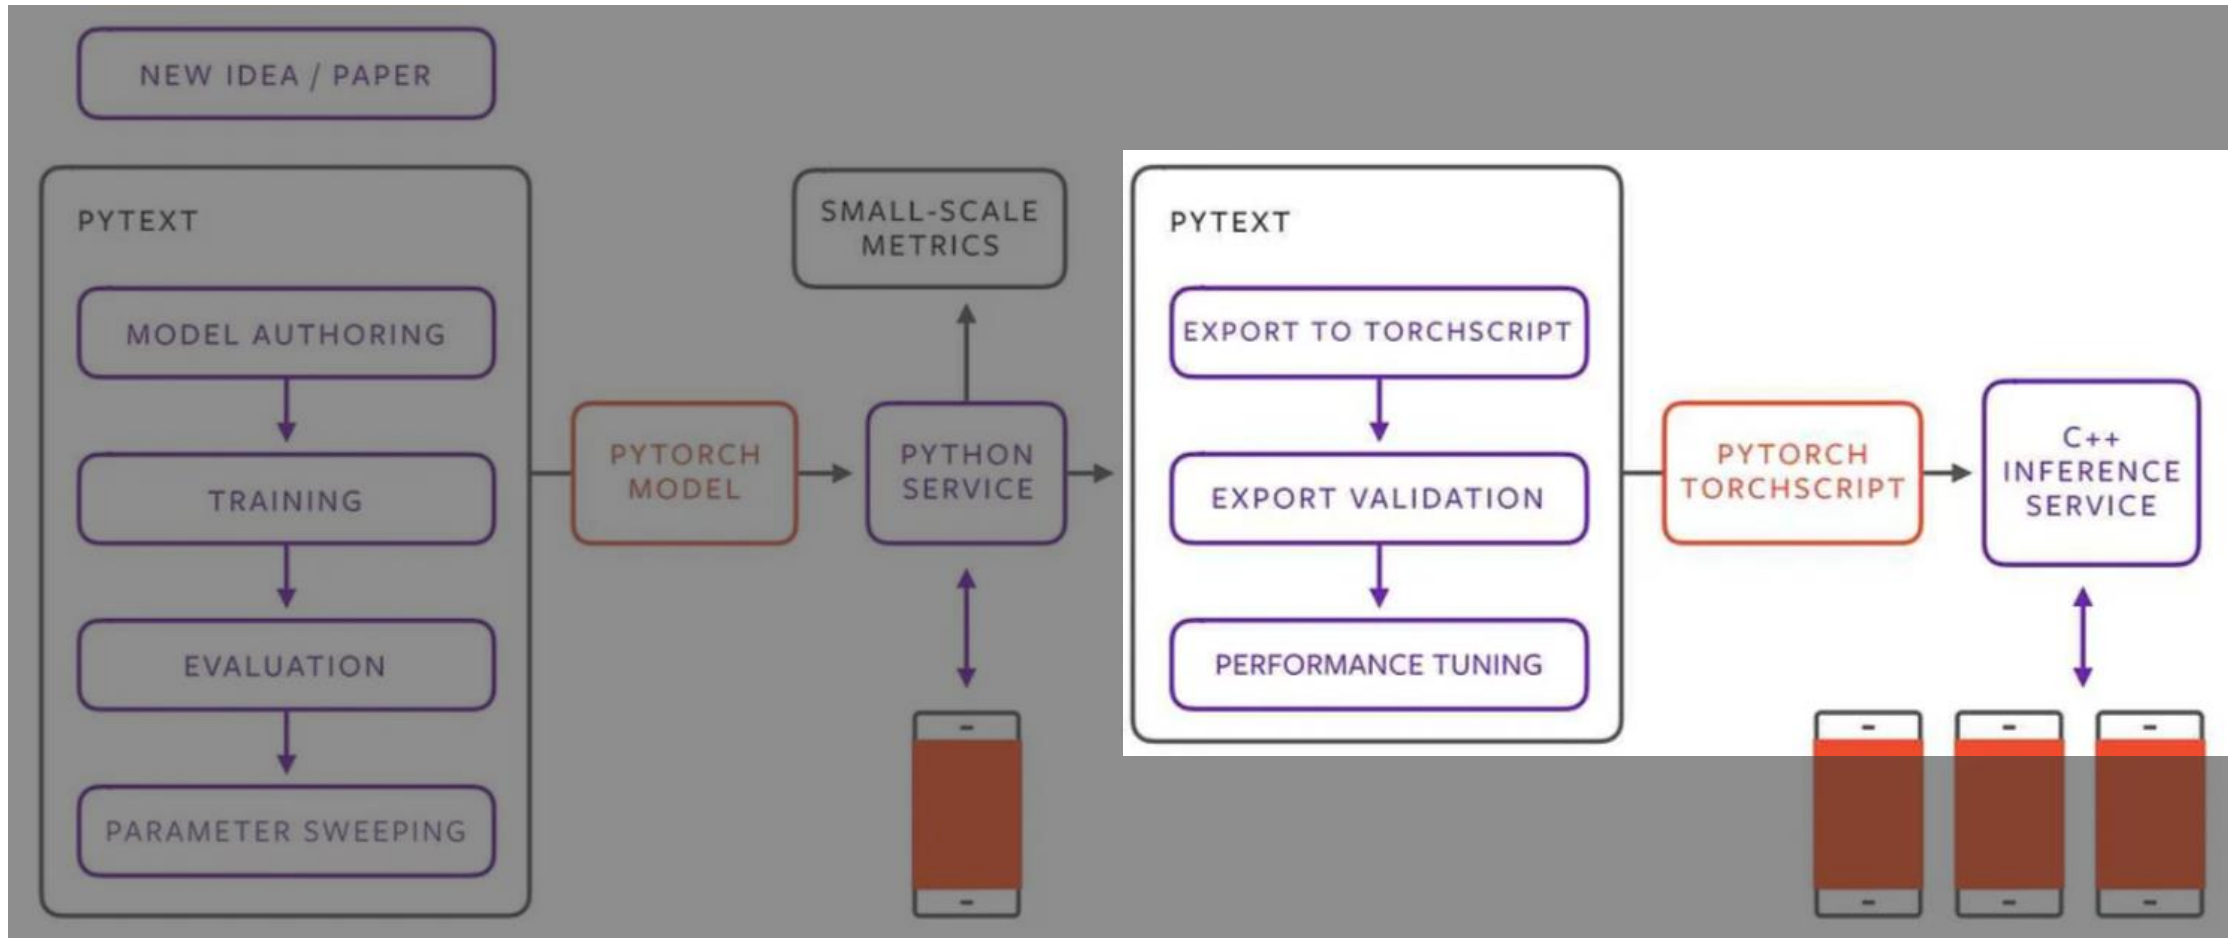 NEW IDEA / PAPER
PYTEXT
MODEL AUTHORING
TRAINING
EVALUATION
PARAMETER SWEEPING
PYTORCH
MODEL
SMALL-SCALE
METRICS
PYTHON
SERVICE
PYTEXT
EXPORT TO TORCHSCRIPT
EXPORT VALIDATION
PERFORMANCE TUNING
PYTORCH
TORCHSCRIPT
C++
INFERENCE
SERVICE